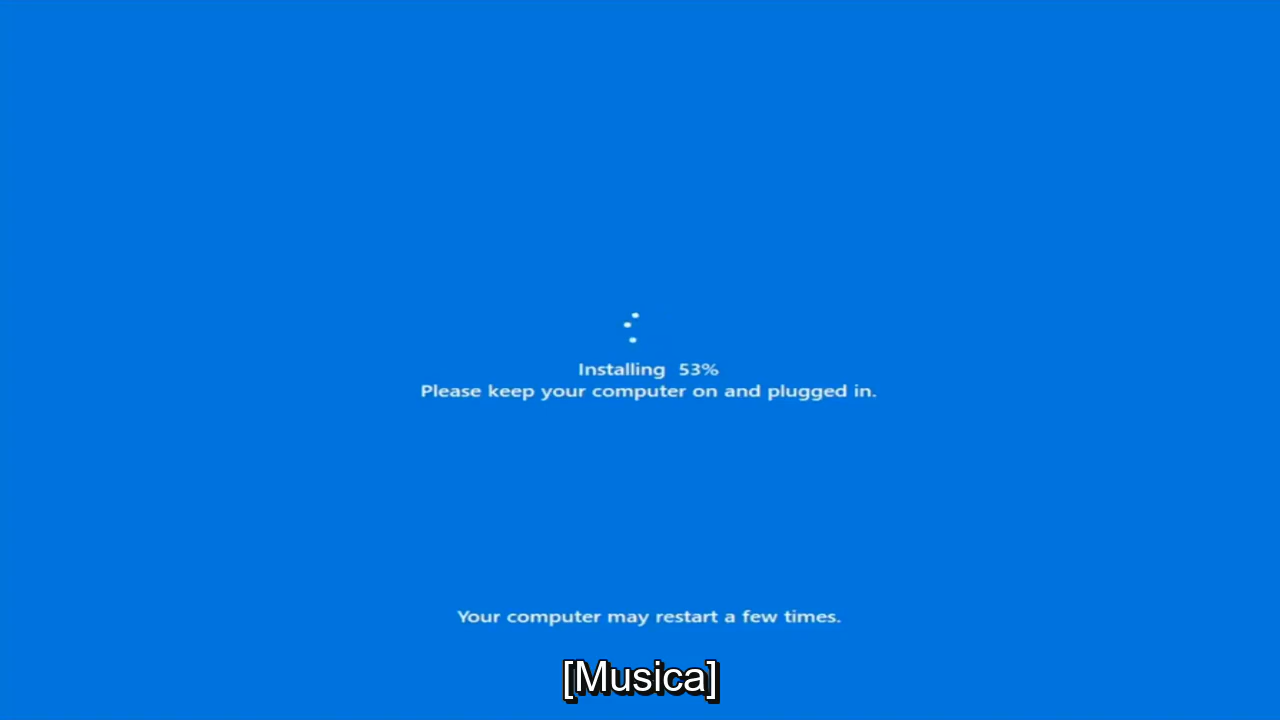 Installing 53%
Please keep your computer on and plugged in.
Your computer may restart a few times.
[Musica]